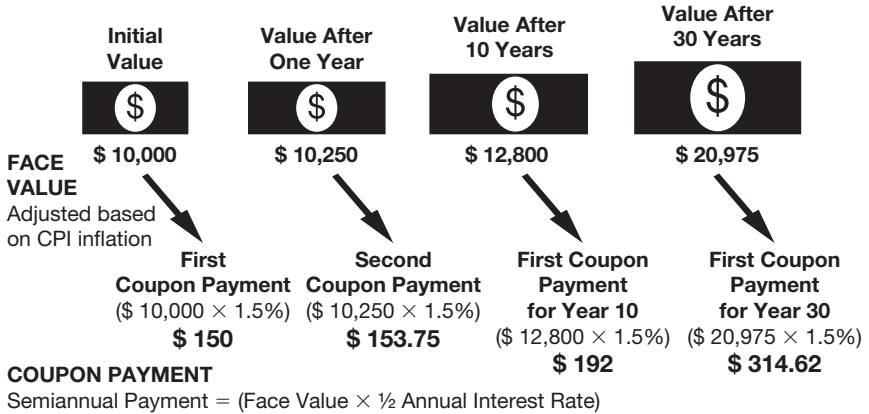 Initial
Value
Value After
One Year
Value After
10 Years
Value After
30 Years
$
$
$
$
FACE
VALUE
Adjusted based
on CPI inflation
$ 10,000
$ 10,250
$ 12,800
$ 20,975
First
Coupon Payment
($ 10,000 × 1.5%)
$ 150
Second
Coupon Payment
($ 10,250 × 1.5%)
$ 153.75
First Coupon
Payment
for Year 10
($ 12,800 × 1.5%)
$ 192
First Coupon
Payment
for Year 30
($ 20,975 × 1.5%)
$ 314.62
COUPON PAYMENT
Semiannual Payment = (Face Value × ½ Annual Interest Rate)